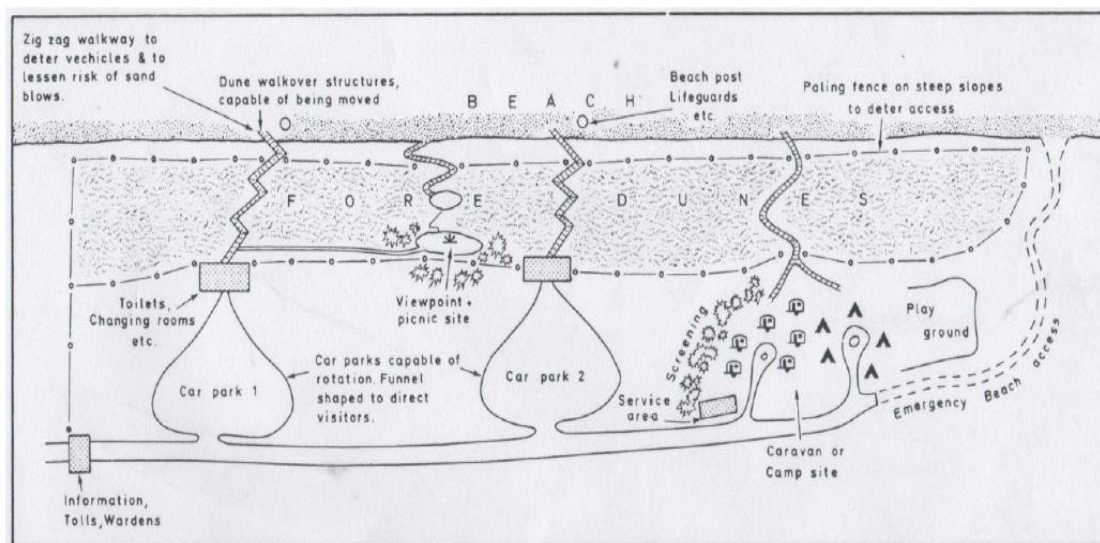 Zig zag walkway to
deter vechicles & to
lessen risk of sand
blows.
Dune walkover structures,
capable of being moved
BEACH
Beach post
Lifeguards
etc.
Paling fence on steep slopes
to deter access
FORE DUNES
Toilets,
Changing rooms
etc.
Viewpoint +
picnic site
Screening
Play
ground
Car park 1
Car parks capable of
rotation. Funnel
shaped to direct
visitors.
Car park 2
Service
area
Emergency Beach access
Caravan or
Camp site
Information,
Tolls, Wardens